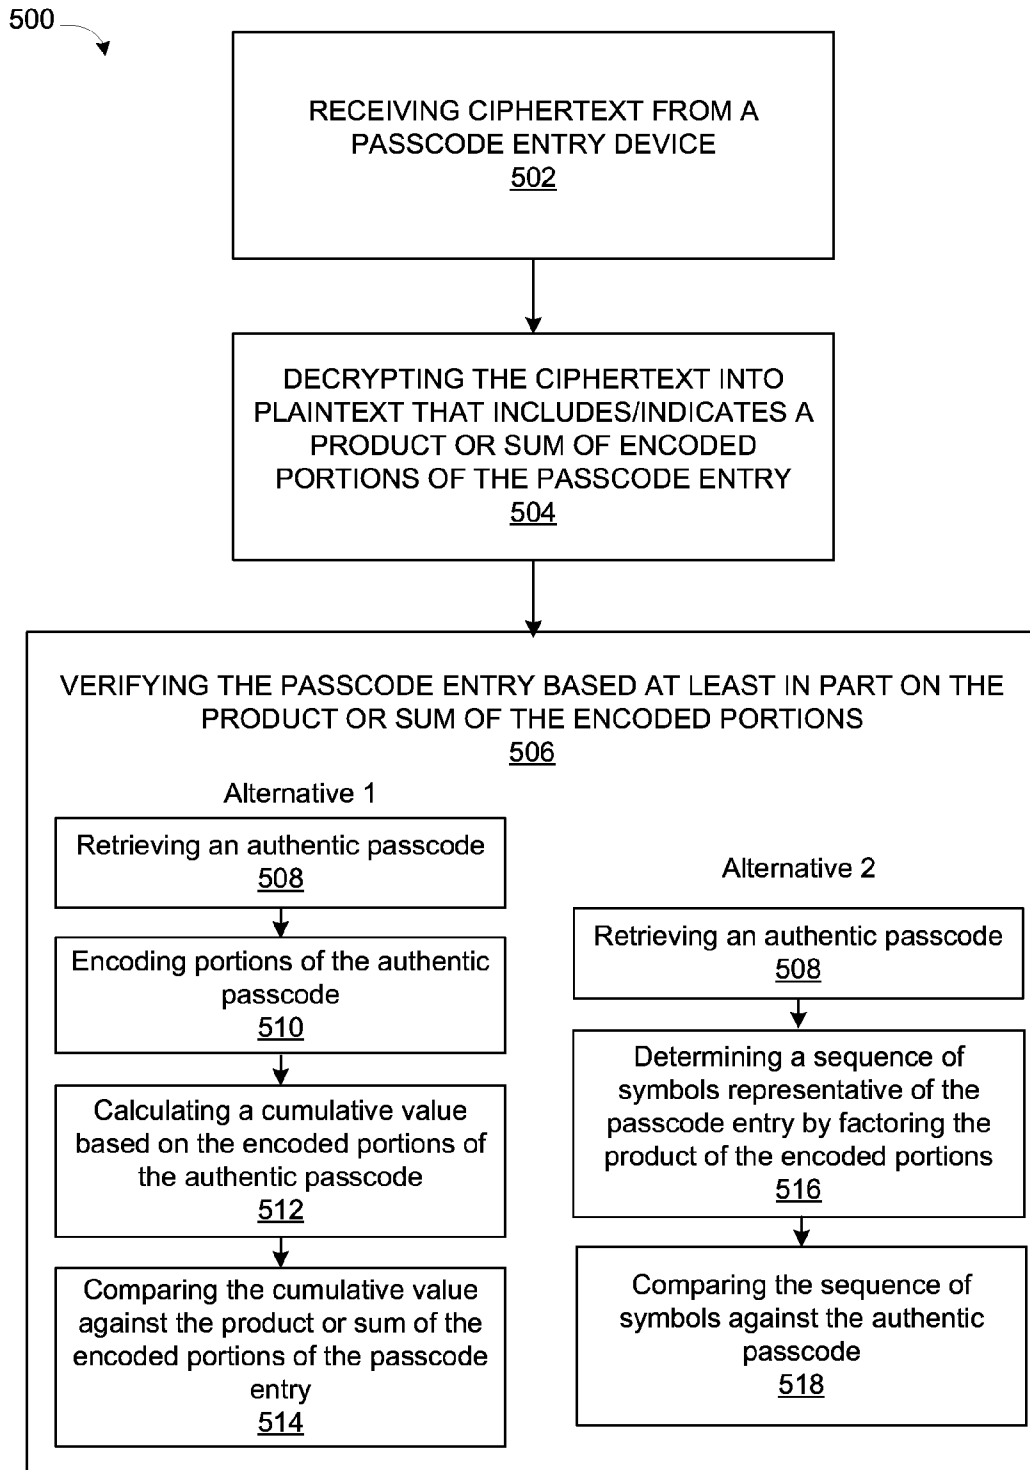 500
RECEIVING CIPHERTEXT FROM A
PASSCODE ENTRY DEVICE
502
DECRYPTING THE CIPHERTEXT INTO
PLAINTEXT THAT INCLUDES/INDICATES A
PRODUCT OR SUM OF ENCODED
PORTIONS OF THE PASSCODE ENTRY
504
VERIFYING THE PASSCODE ENTRY BASED AT LEAST IN PART ON THE
PRODUCT OR SUM OF THE ENCODED PORTIONS
506
Alternative 1
Retrieving an authentic passcode
508
Encoding portions of the authentic
passcode
510
Calculating a cumulative value
based on the encoded portions of
the authentic passcode
512
Comparing the cumulative value
against the product or sum of the
encoded portions of the passcode
entry
514
Alternative 2
Retrieving an authentic passcode
508
Determining a sequence of
symbols representative of the
passcode entry by factoring the
product of the encoded portions
516
Comparing the sequence of
symbols against the authentic
passcode
518